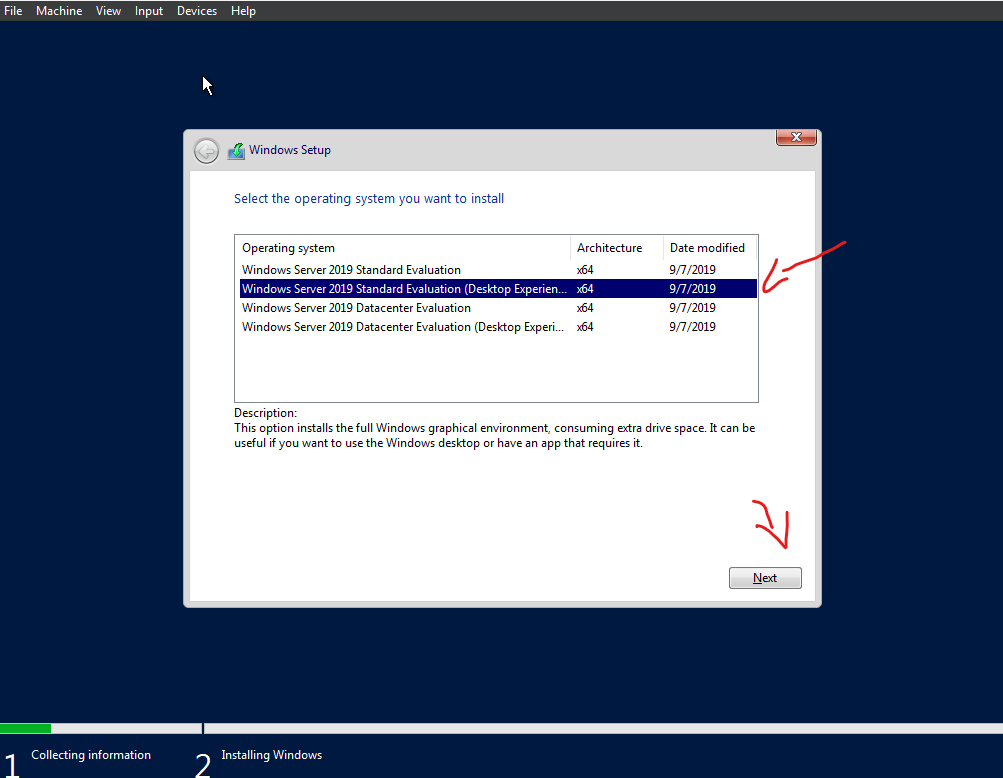 File Machine View Input Devices Help
Windows Setup
Select the operating system you want to install
Operating system Architecture Date modified
Windows Server 2019 Standard Evaluation x64 9/7/2019
Windows Server 2019 Standard Evaluation (Desktop Experien... x64 9/7/2019
Windows Server 2019 Datacenter Evaluation x64 9/7/2019
Windows Server 2019 Datacenter Evaluation (Desktop Experi... x64 9/7/2019
Description:
This option installs the full Windows graphical environment, consuming extra drive space. It can be
useful if you want to use the Windows desktop or have an app that requires it.
Next
1 Collecting information 2 Installing Windows